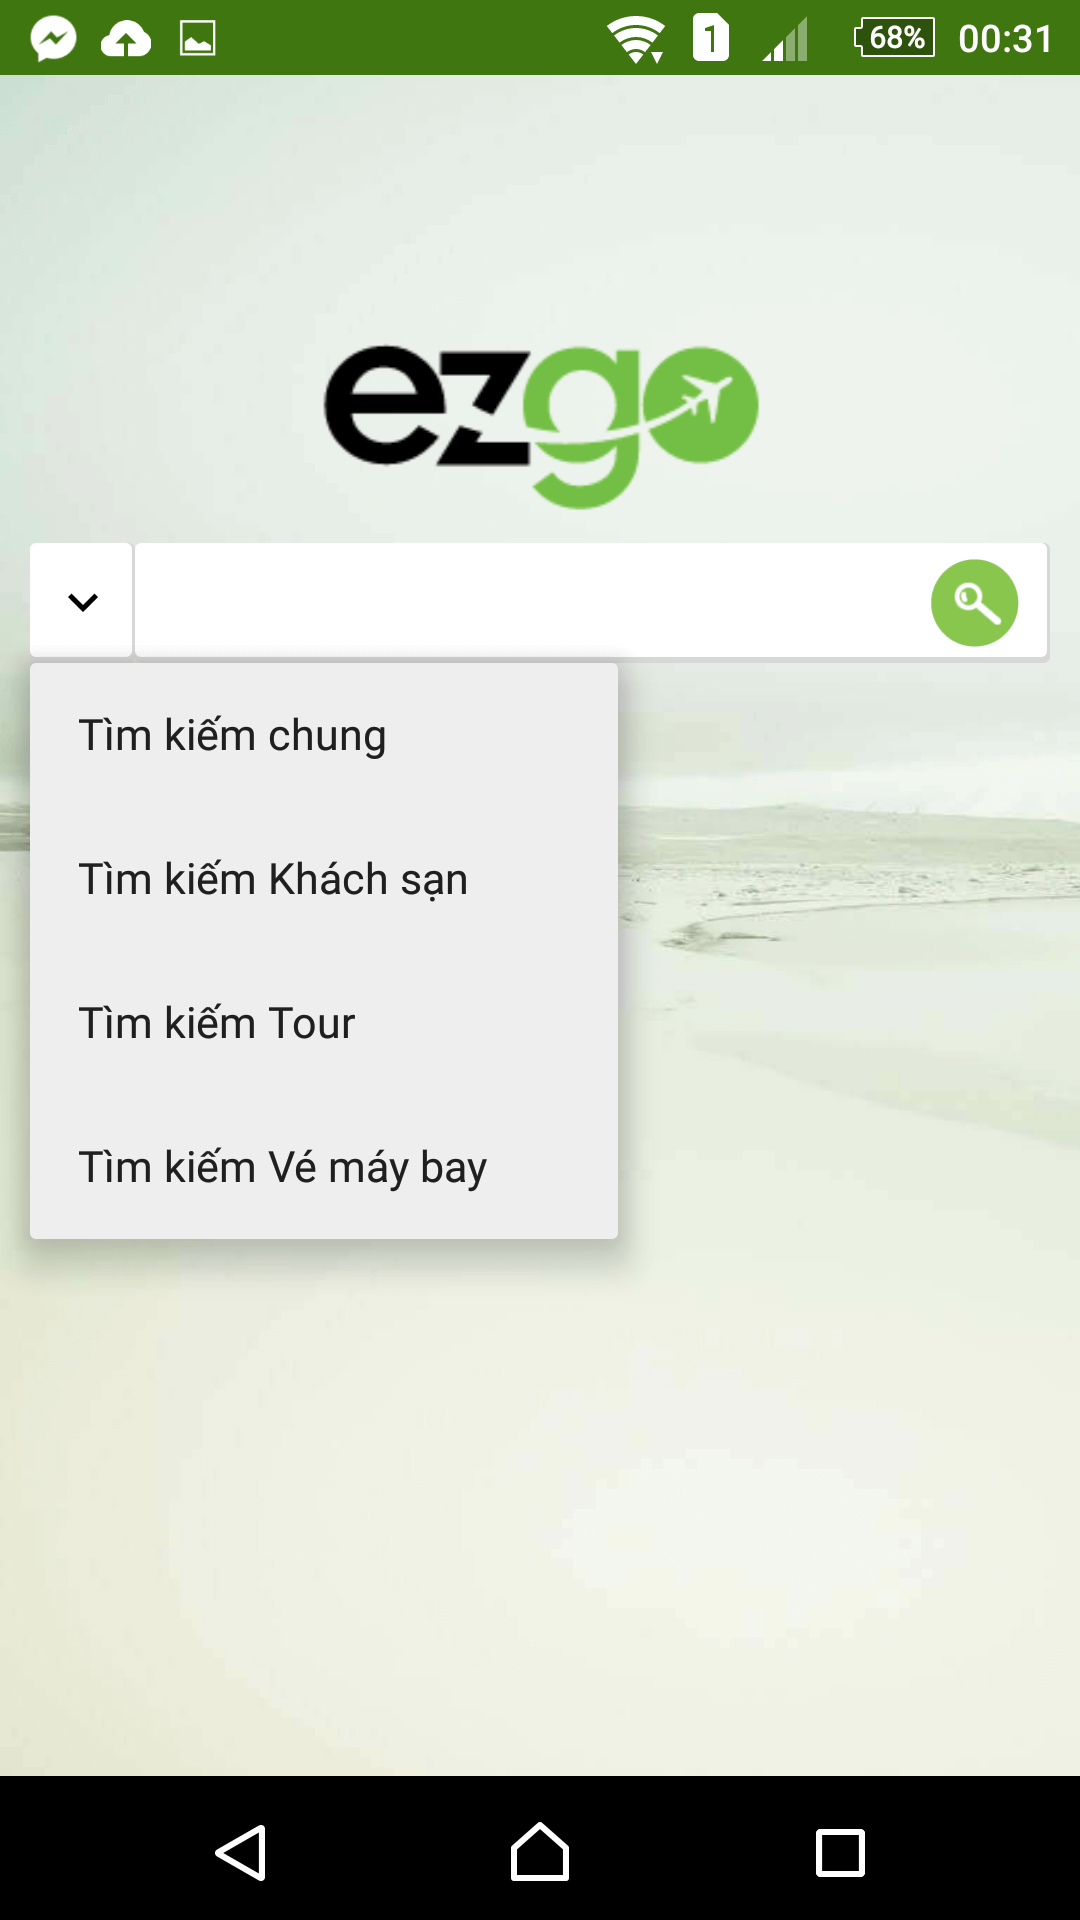 1
68%
00:31
ezgo
Tìm kiếm chung
Tìm kiếm Khách sạn
Tìm kiếm Tour
Tìm kiếm Vé máy bay